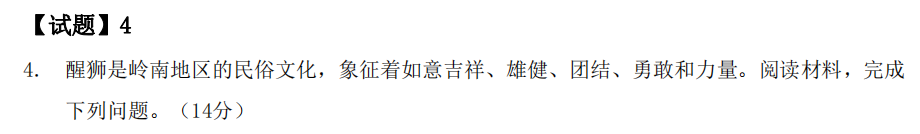 【试题】4
4. 醒狮是岭南地区的民俗文化，象征着如意吉祥、雄健、团结、勇敢和力量。阅读材料，完成
下列问题。（14分）